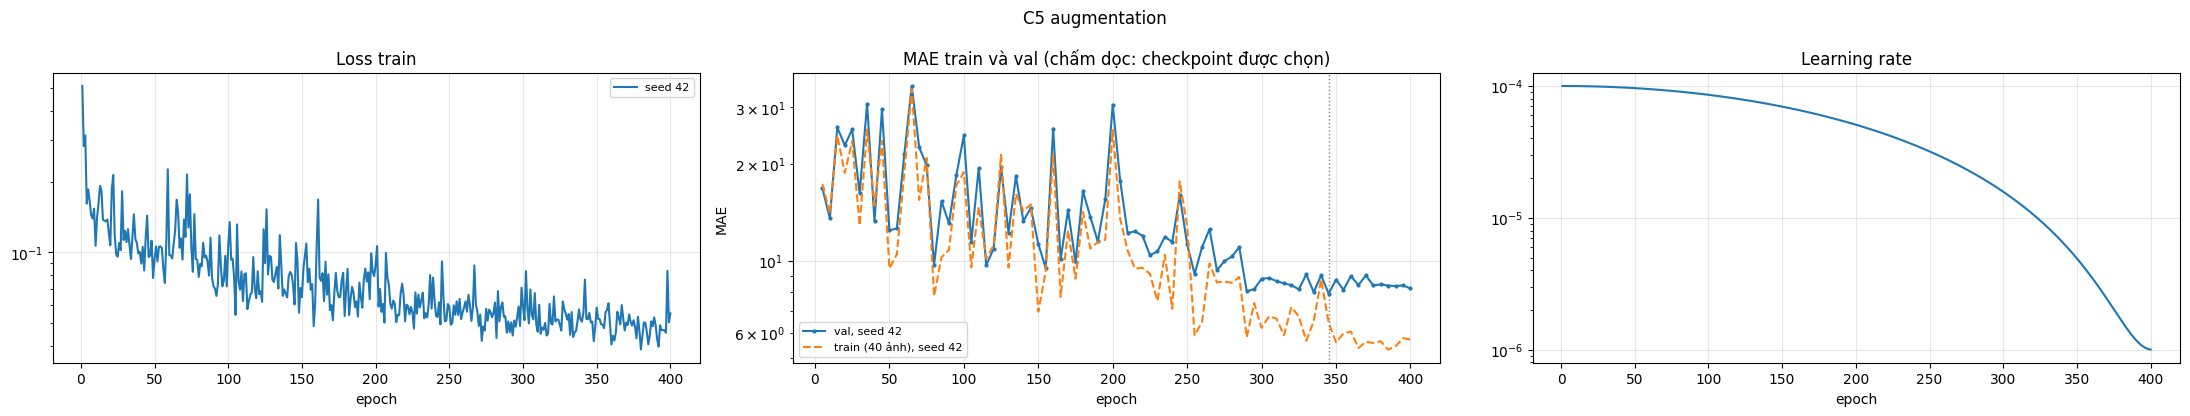 C5 augmentation
Loss train
seed 42
10⁻¹
0 50 100 150 200 250 300 350 400
epoch
MAE train và val (chấm dọc: checkpoint được chọn)
MAE
3 × 10¹
2 × 10¹
10¹
6 × 10⁰
val, seed 42
train (40 ảnh), seed 42
0 50 100 150 200 250 300 350 400
epoch
Learning rate
10⁻⁴
10⁻⁵
10⁻⁶
0 50 100 150 200 250 300 350 400
epoch